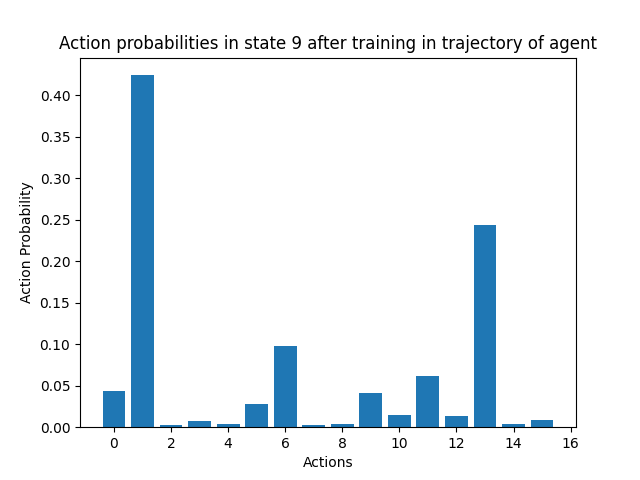 Action probabilities in state 9 after training in trajectory of agent
Action Probability
0.40
0.35
0.30
0.25
0.20
0.15
0.10
0.05
0.00
0 2 4 6 8 10 12 14 16
Actions